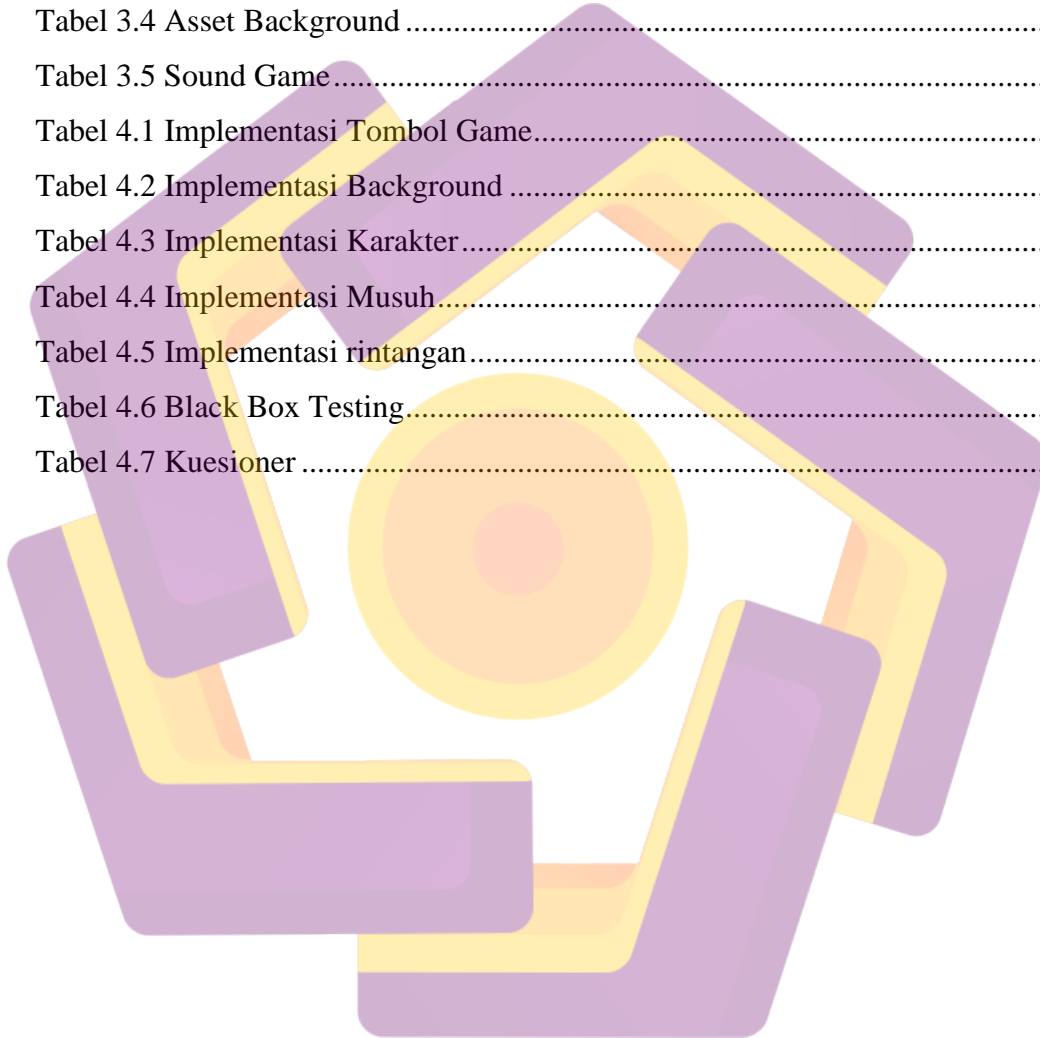 Tabel 3.4 Asset Background ................................................................................
Tabel 3.5 Sound Game................................................................................
Tabel 4.1 Implementasi Tombol Game................................................................
Tabel 4.2 Implementasi Background ................................................................
Tabel 4.3 Implementasi Karakter................................................................
Tabel 4.4 Implementasi Musuh................................................................
Tabel 4.5 Implementasi rintangan................................................................
Tabel 4.6 Black Box Testing................................................................
Tabel 4.7 Kuesioner ................................................................................